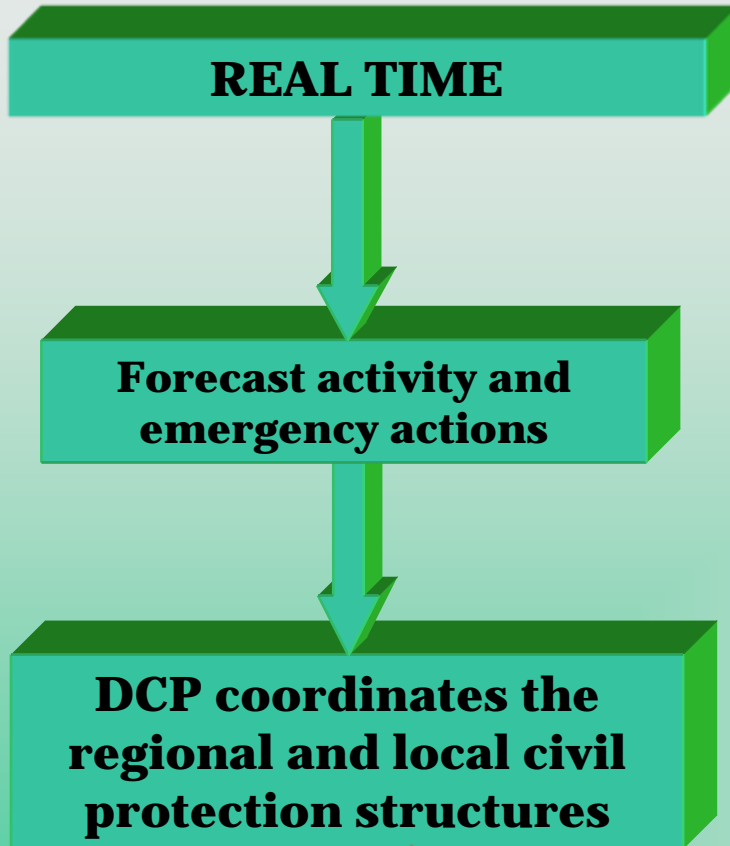 REAL TIME
Forecast activity and
emergency actions
DCP coordinates the
regional and local civil
protection structures